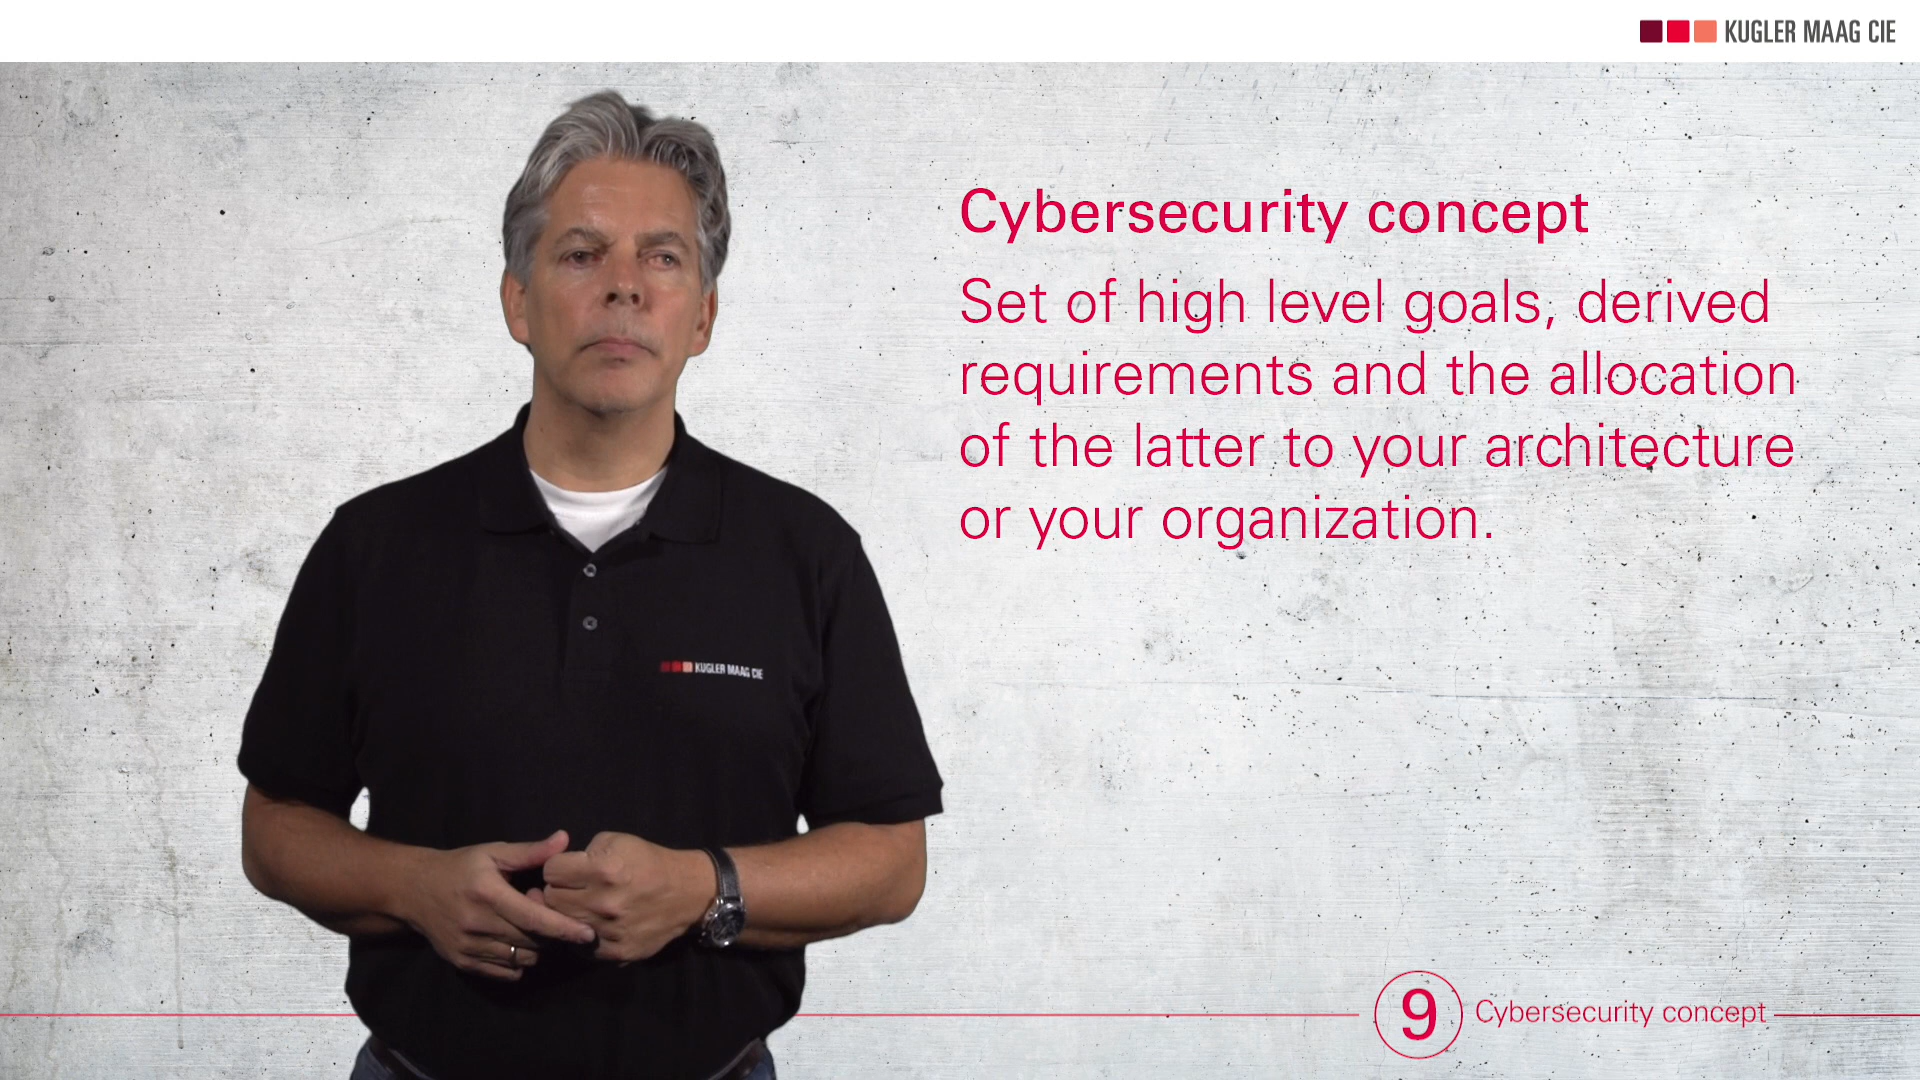 KUGLER MAAG CIE
Cybersecurity concept
Set of high level goals, derived
requirements and the allocation
of the latter to your architecture
or your organization.
KUGLER MAAG CIE
9 Cybersecurity concept